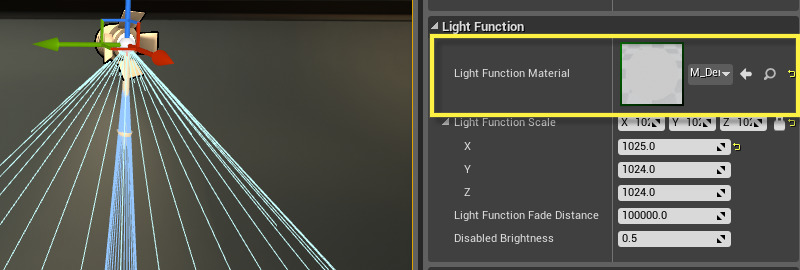 Light Function
Light Function Material
M_De
Light Function Scale X 102 Y 102 Z 102
X 1025.0
Y 1024.0
Z 1024.0
Light Function Fade Distance 100000.0
Disabled Brightness 0.5